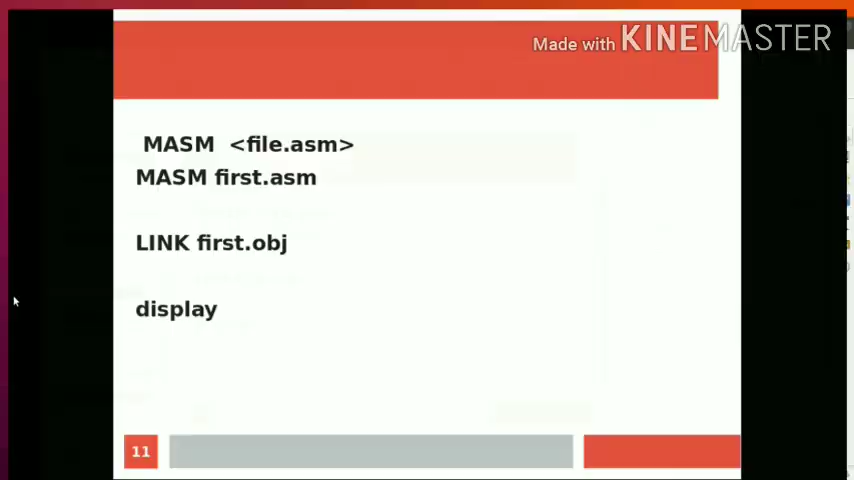 Made with KINEMASTER
MASM <file.asm>
MASM first.asm
LINK first.obj
display
11